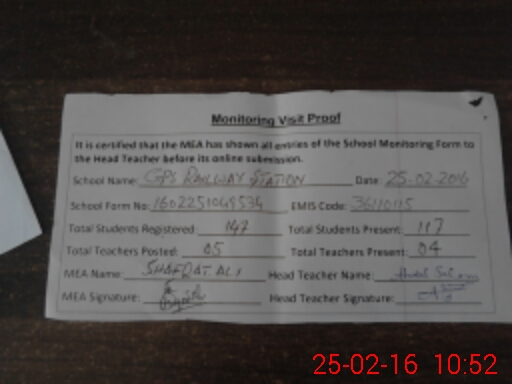 Monitoring Visit Proof
It is certified that the MEA has shown all entries of the School Monitoring Form to
the Head Teacher before its online submission.
School Name: GPS RAILWAY STATION Date: 25-02-2016
School Form No: 1602251049534 EMIS Code: 36110115
Total Students Registered: 147 Total Students Present: 117
Total Teachers Posted: 05 Total Teachers Present: 04
MEA Name: SHAFQAT ALI Head Teacher Name:
MEA Signature: Head Teacher Signature:
25-02-16 10:52